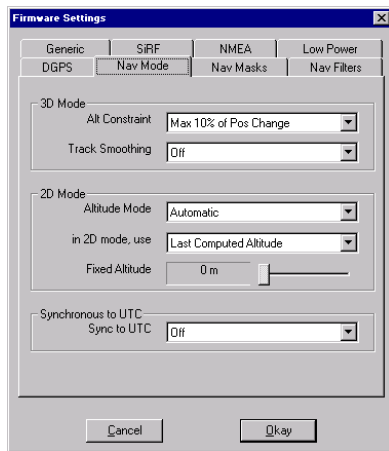 Firmware Settings
Generic SiRF NMEA Low Power
DGPS Nav Mode Nav Masks Nav Filters
3D Mode
Alt Constraint Max 10% of Pos Change
Track Smoothing Off
2D Mode
Altitude Mode Automatic
in 2D mode, use Last Computed Altitude
Fixed Altitude 0 m
Synchronous to UTC
Sync to UTC Off
Cancel Okay